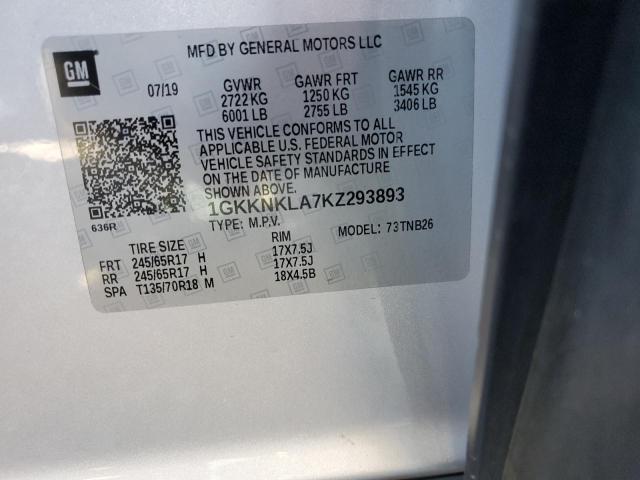 MFD BY GENERAL MOTORS LLC
GM
07/19 GVWR GAWR FRT GAWR RR
2722 KG 1250 KG 1545 KG
6001 LB 2755 LB 3406 LB
THIS VEHICLE CONFORMS TO ALL
APPLICABLE U.S. FEDERAL MOTOR
VEHICLE SAFETY STANDARDS IN EFFECT
ON THE DATE OF MANUFACTURE
SHOWN ABOVE.
1GKKNKLA7KZ293893
636R TYPE: M.P.V. MODEL: 73TNB26
TIRE SIZE RIM
FRT 245/65R17 H 17X7.5J
RR 245/65R17 H 17X7.5J
SPA T135/70R18 M 18X4.5B